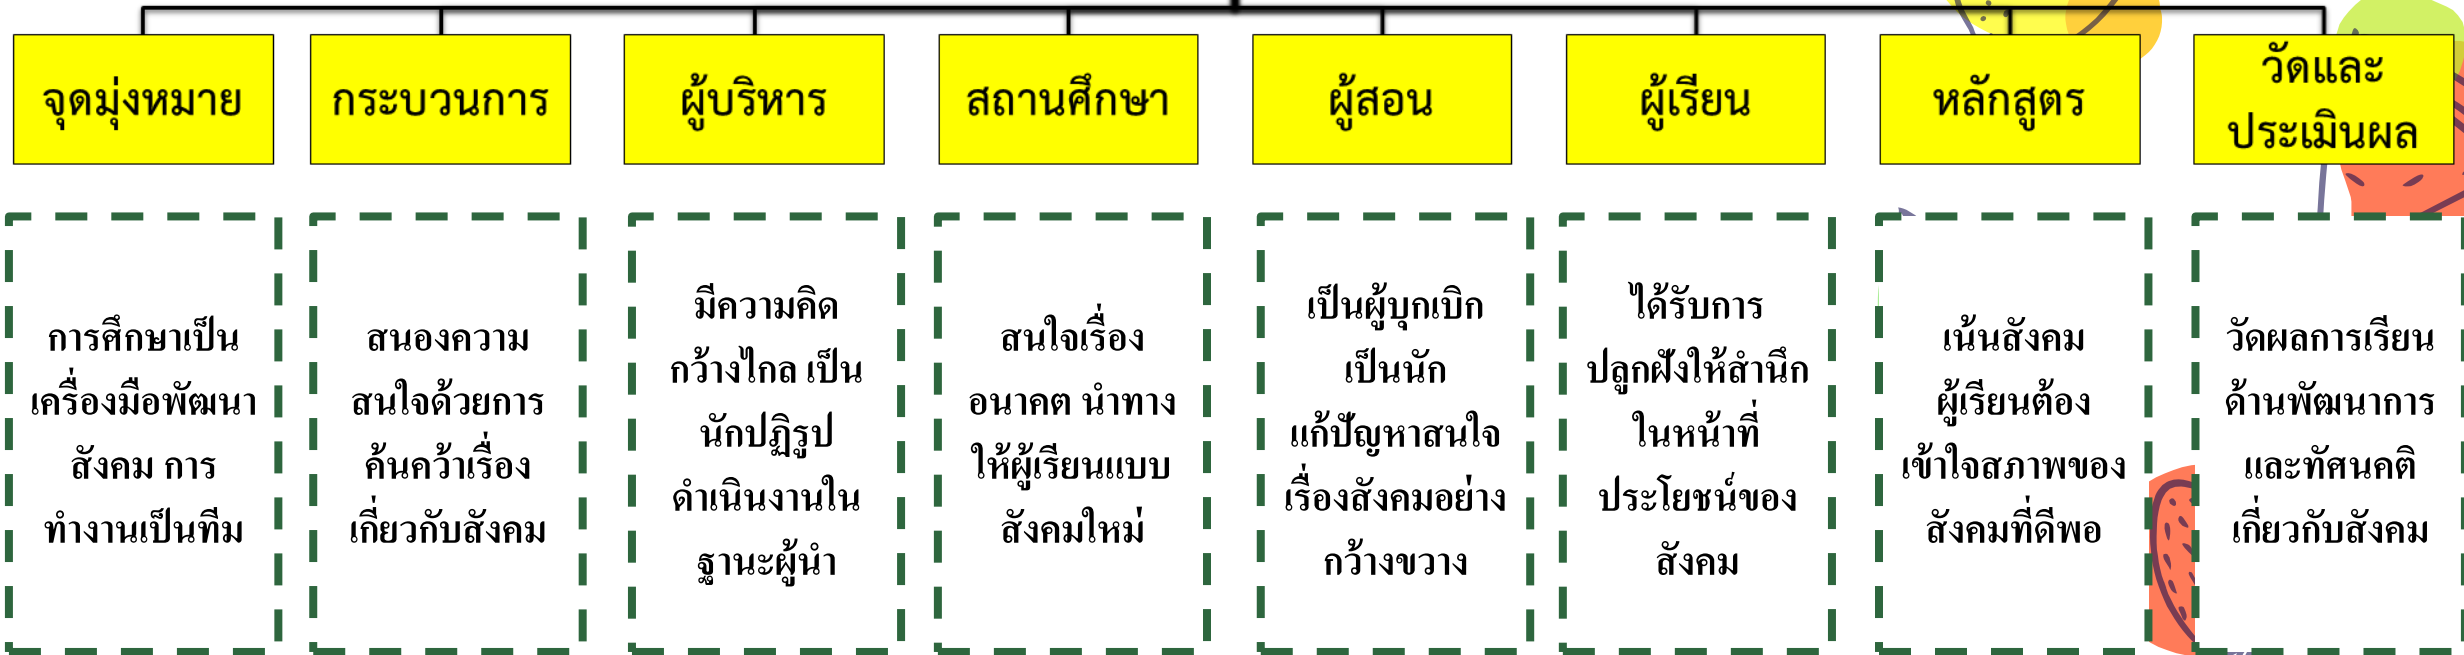 จุดมุ่งหมาย
กระบวนการ
ผู้บริหาร
สถานศึกษา
ผู้สอน
ผู้เรียน
หลักสูตร
วัดและ
ประเมินผล
การศึกษาเป็น
เครื่องมือพัฒนา
สังคม การ
ทำงานเป็นทีม
สนองความ
สนใจด้วยการ
ค้นคว้าเรื่อง
เกี่ยวกับสังคม
มีความคิด
กว้างไกล เป็น
นักปฏิรูป
ดำเนินงานใน
ฐานะผู้นำ
สนใจเรื่อง
อนาคต นำทาง
ให้ผู้เรียนแบบ
สังคมใหม่
เป็นผู้บุกเบิก
เป็นนัก
แก้ปัญหาสนใจ
เรื่องสังคมอย่าง
กว้างขวาง
ได้รับการ
ปลูกฝังให้สำนึก
ในหน้าที่
ประโยชน์ของ
สังคม
เน้นสังคม
ผู้เรียนต้อง
เข้าใจสภาพของ
สังคมที่ดีพอ
วัดผลการเรียน
ด้านพัฒนาการ
และทัศนคติ
เกี่ยวกับสังคม